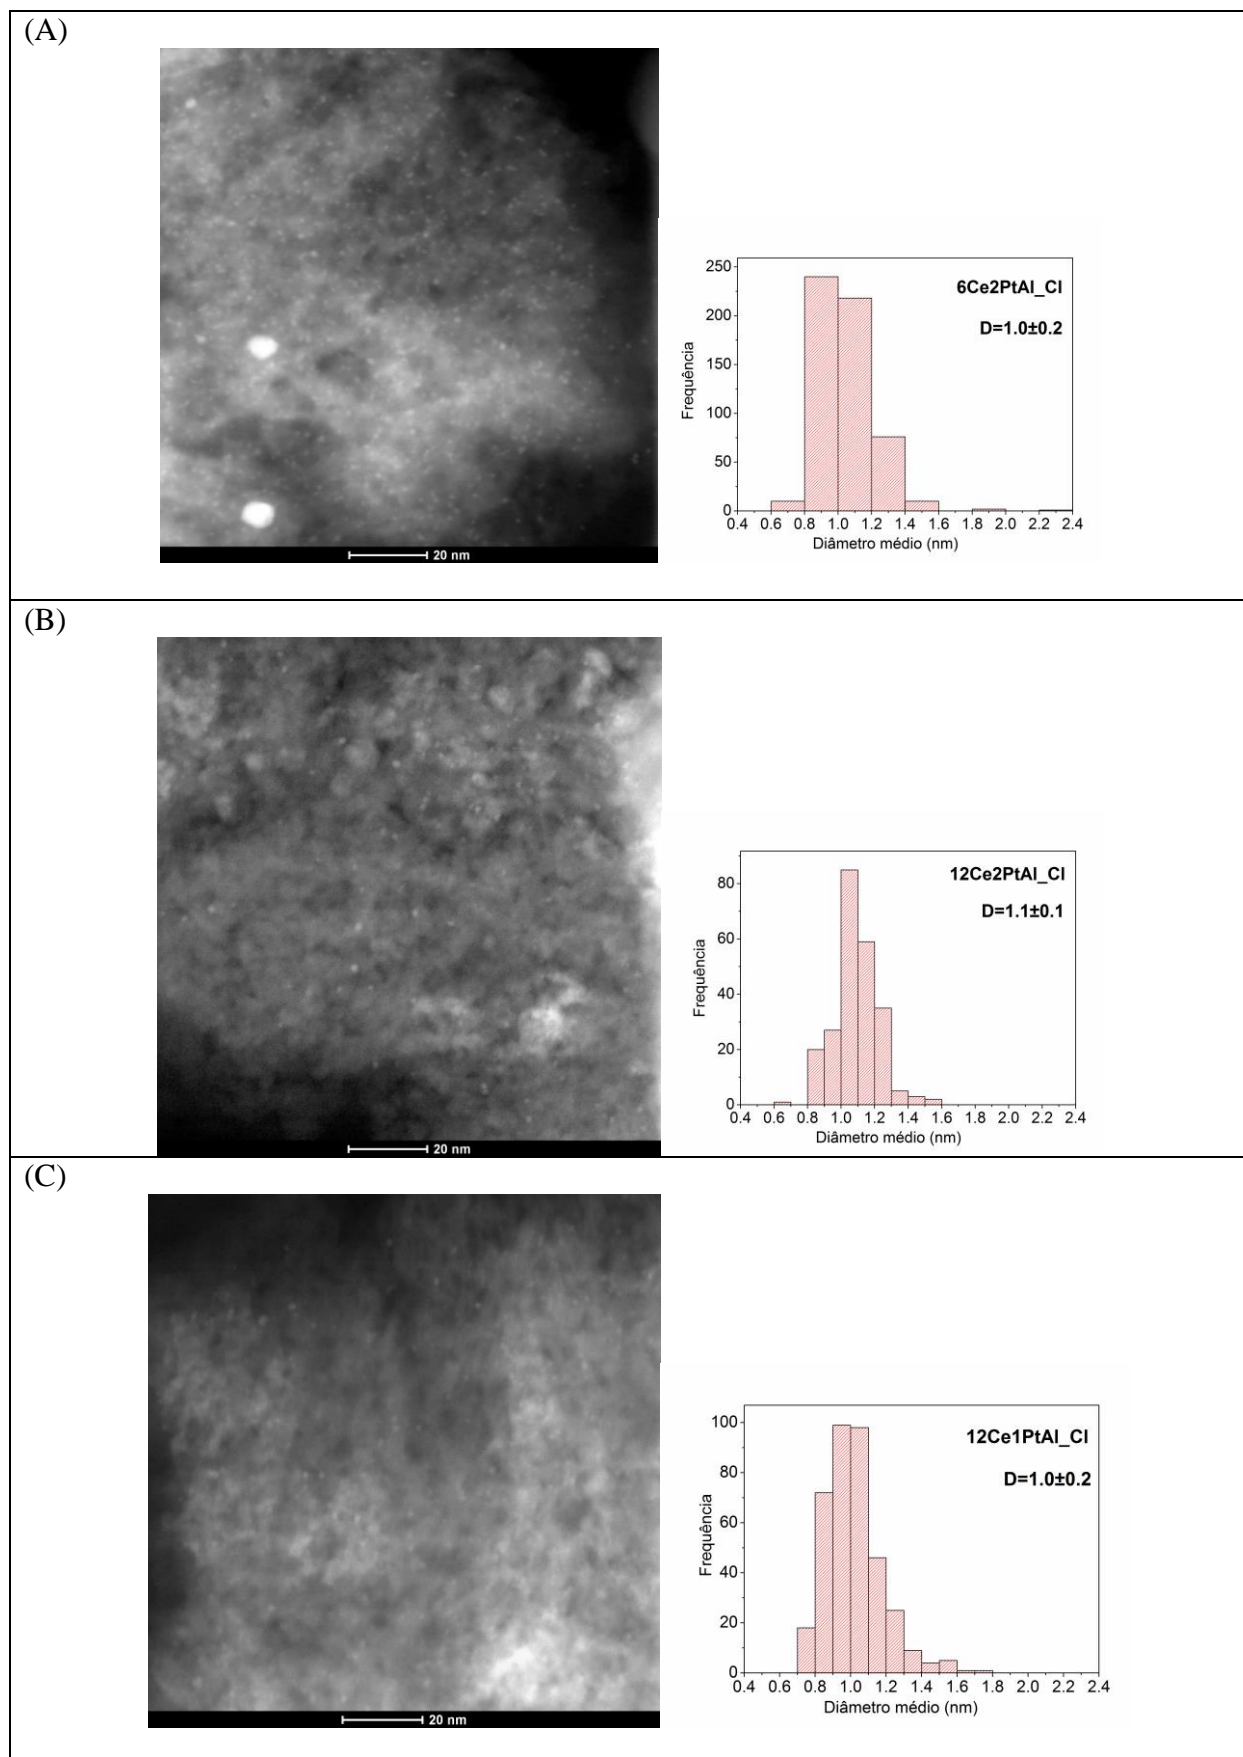 (A)
6Ce2PtAl_Cl
D=1.0±0.2
Frequência
250
200
150
100
50
0
0.4 0.6 0.8 1.0 1.2 1.4 1.6 1.8 2.0 2.2 2.4
Diâmetro médio (nm)
20 nm
(B)
12Ce2PtAl_Cl
D=1.1±0.1
Frequência
80
60
40
20
0
0.4 0.6 0.8 1.0 1.2 1.4 1.6 1.8 2.0 2.2 2.4
Diâmetro médio (nm)
20 nm
(C)
12Ce1PtAl_Cl
D=1.0±0.2
Frequência
100
80
60
40
20
0
0.4 0.6 0.8 1.0 1.2 1.4 1.6 1.8 2.0 2.2 2.4
Diâmetro médio (nm)
20 nm